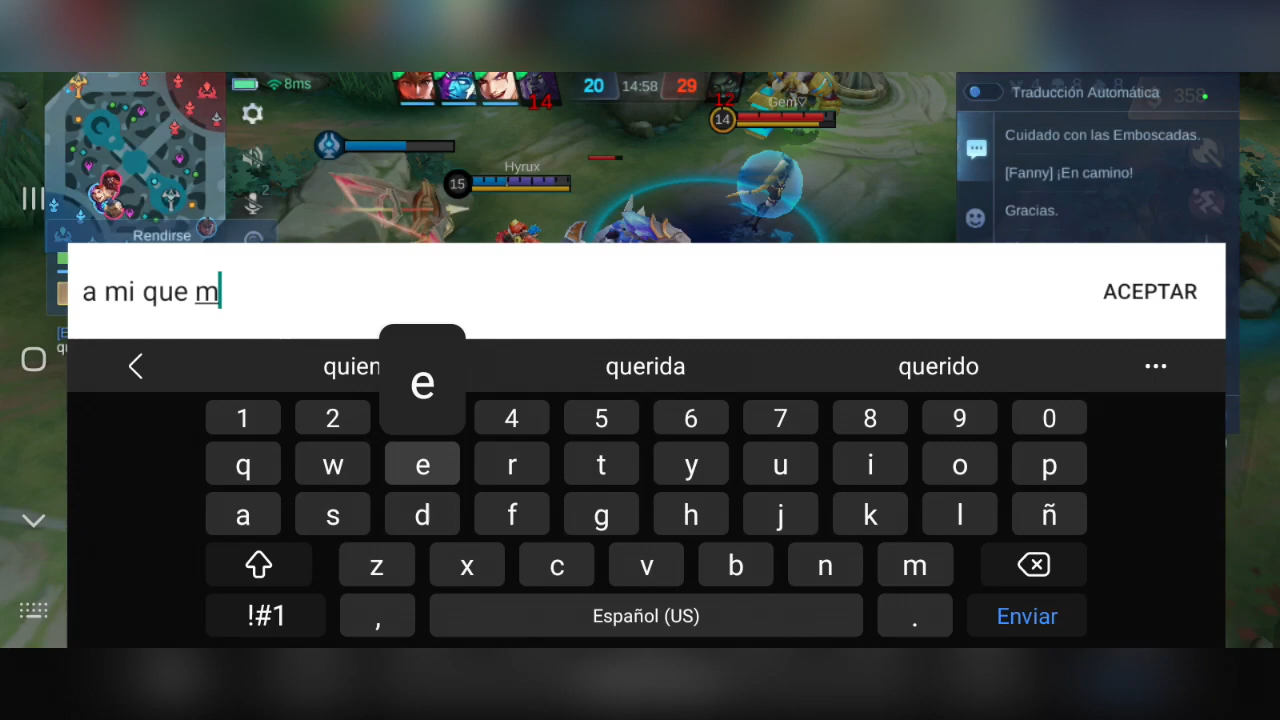 8ms
14
20
14:58
29
12
14
Gem♡
Traducción Automática
358
Cuidado con las Emboscadas.
Hyrux
15
[Fanny] ¡En camino!
2
Gracias.
Rendirse
a mi que m
ACEPTAR
quien
e
querida
querido
1 2 4 5 6 7 8 9 0
q w e r t y u i o p
a s d f g h j k l ñ
z x c v b n m
!#1 , Español (US) . Enviar